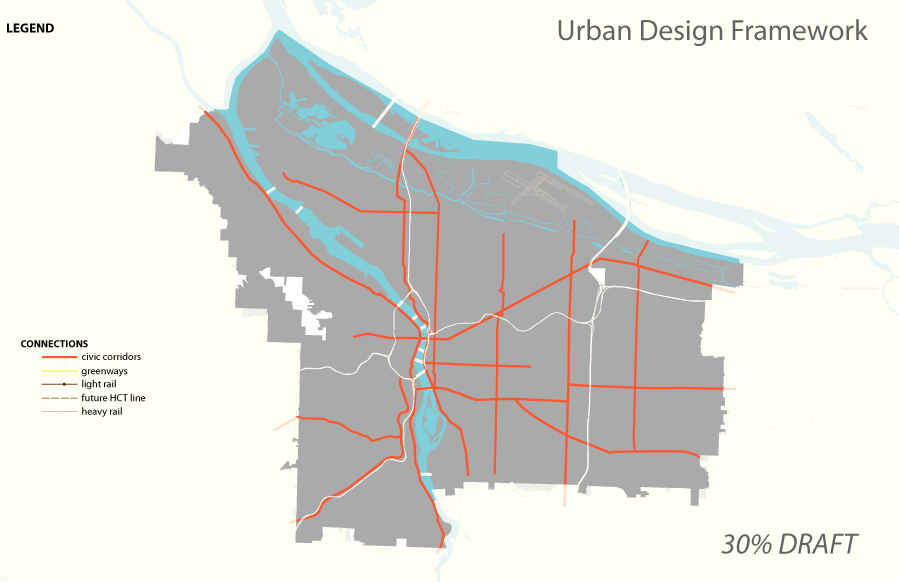 LEGEND
Urban Design Framework
CONNECTIONS
civic corridors
greenways
light rail
future HCT line
heavy rail
30% DRAFT